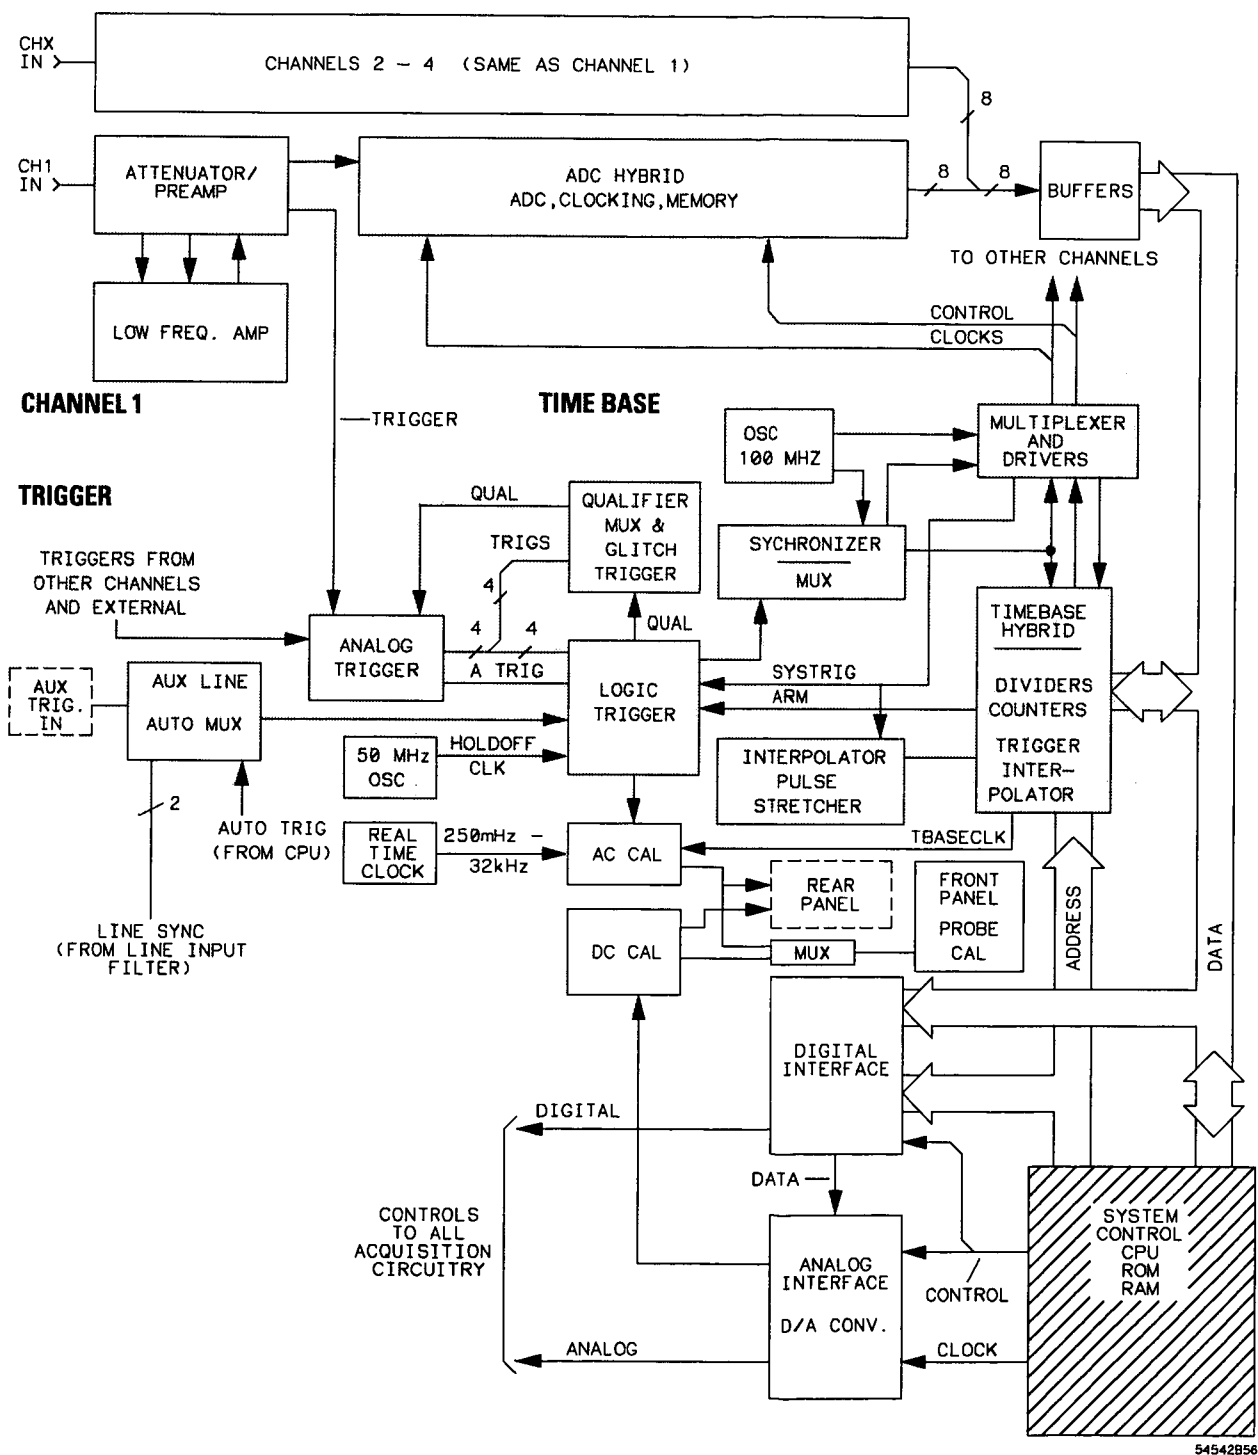 CHX
IN
CHANNELS 2 - 4 (SAME AS CHANNEL 1)
8
8
CH1
IN
ATTENUATOR/
PREAMP
ADC HYBRID
ADC,CLOCKING,MEMORY
8
8
BUFFERS
TO OTHER CHANNELS
LOW FREQ. AMP
CONTROL
CLOCKS
CHANNEL 1
TRIGGER
TIME BASE
OSC
100 MHZ
MULTIPLEXER
AND
DRIVERS
TRIGGER
QUAL
QUALIFIER
MUX &
GLITCH
TRIGGER
TRIGS
4
SYCHRONIZER
MUX
TRIGGERS FROM
OTHER CHANNELS
AND EXTERNAL
ANALOG
TRIGGER
4
4
A TRIG
QUAL
LOGIC
TRIGGER
SYSTRIG
ARM
TIMEBASE
HYBRID
DIVIDERS
COUNTERS
TRIGGER
INTER-
POLATOR
AUX
TRIG.
IN
AUX LINE
AUTO MUX
50 MHz
OSC
HOLDOFF
CLK
INTERPOLATOR
PULSE
STRETCHER
2
AUTO TRIG
(FROM CPU)
REAL
TIME
CLOCK
250mHz -
32kHz
AC CAL
TBASECLK
REAR
PANEL
FRONT
PANEL
PROBE
CAL
ADDRESS
DATA
LINE SYNC
(FROM LINE INPUT
FILTER)
DC CAL
MUX
DIGITAL
INTERFACE
DIGITAL
DATA
CONTROLS
TO ALL
ACQUISITION
CIRCUITRY
ANALOG
INTERFACE
D/A CONV.
CONTROL
SYSTEM
CONTROL
CPU
ROM
RAM
ANALOG
CLOCK